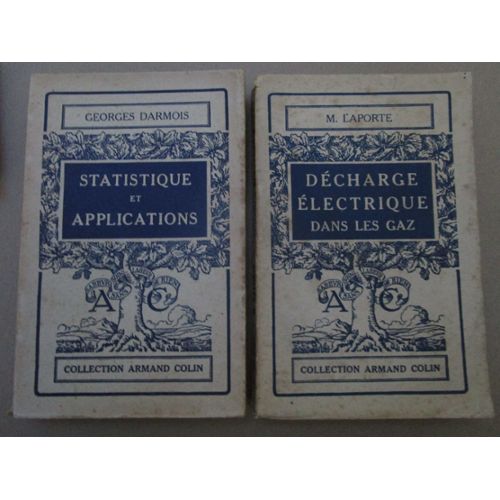 GEORGES DARMOIS
STATISTIQUE
ET
APPLICATIONS
A C
COLLECTION ARMAND COLIN
M. LAPORTE
DÉCHARGE
ÉLECTRIQUE
DANS LES GAZ
A C
COLLECTION ARMAND COLIN